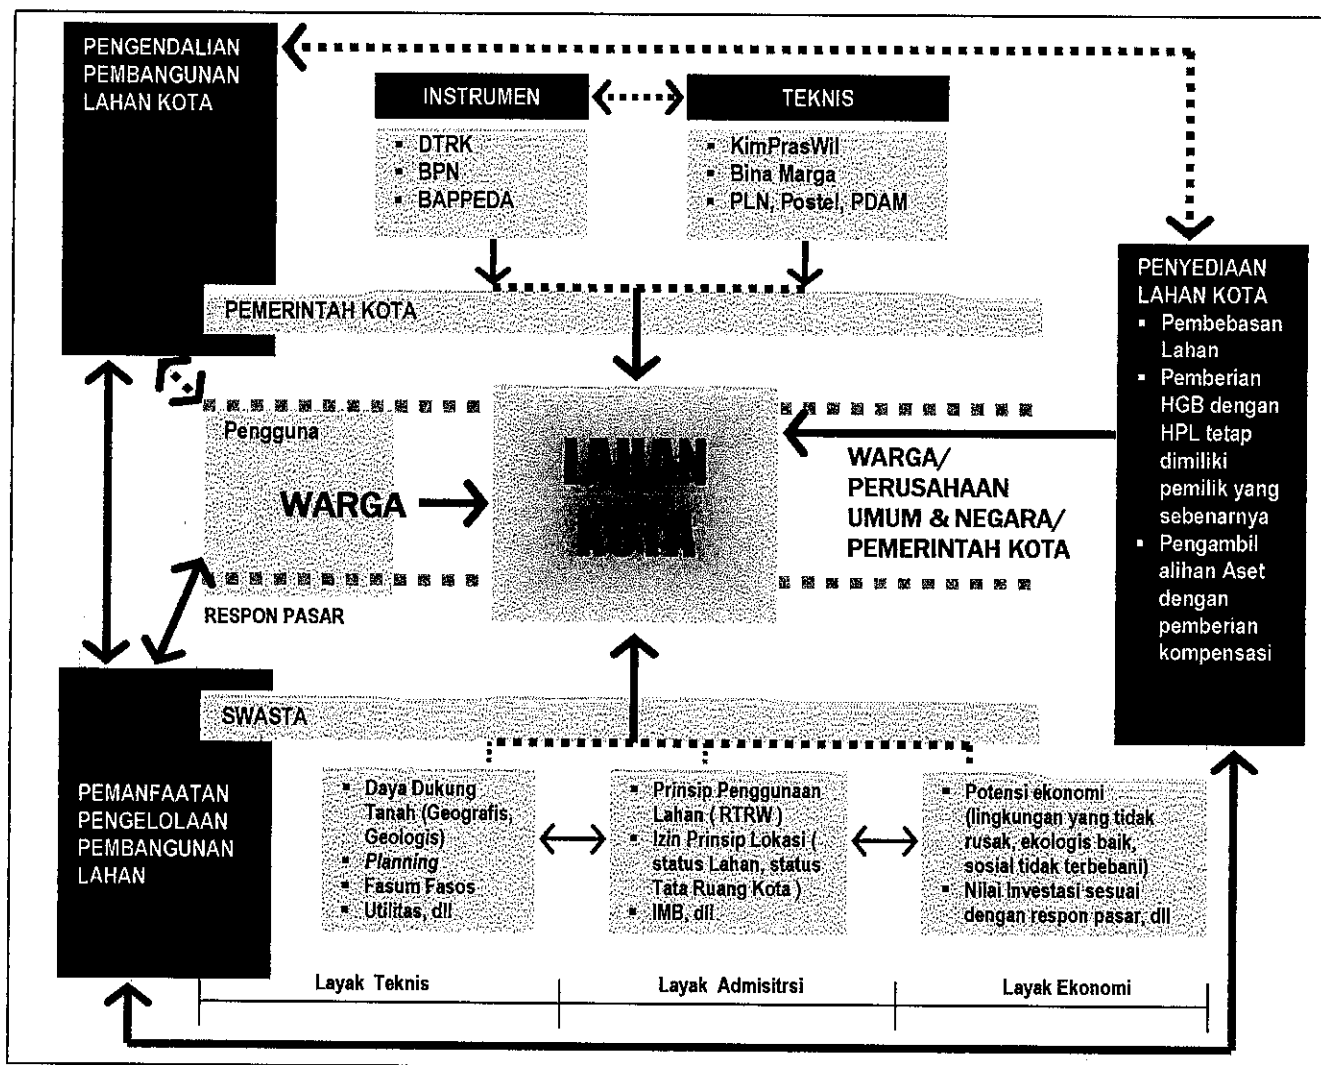 PENGENDALIAN
PEMBANGUNAN
LAHAN KOTA
INSTRUMEN
TEKNIS
▪ DTRK
▪ BPN
▪ BAPPEDA
▪ KimPrasWil
▪ Bina Marga
▪ PLN, Postel, PDAM
PEMERINTAH KOTA
PENYEDIAAN
LAHAN KOTA
▪ Pembebasan
Lahan
▪ Pemberian
HGB dengan
HPL tetap
dimiliki
pemilik yang
sebenarnya
▪ Pengambil
alihan Aset
dengan
pemberian
kompensasi
Pengguna
WARGA
LAHAN
KOTA
WARGA/
PERUSAHAAN
UMUM & NEGARA/
PEMERINTAH KOTA
RESPON PASAR
SWASTA
PEMANFAATAN
PENGELOLAAN
PEMBANGUNAN
LAHAN
▪ Daya Dukung
Tanah (Geografis,
Geologis)
▪ Planning
▪ Fasum Fasos
▪ Utilitas, dll
▪ Prinsip Penggunaan
Lahan ( RTRW )
▪ Izin Prinsip Lokasi (
status Lahan, status
Tata Ruang Kota )
▪ IMB, dll
▪ Potensi ekonomi
(lingkungan yang tidak
rusak, ekologis baik,
sosial tidak terbebani)
▪ Nilai Investasi sesuai
dengan respon pasar, dll
Layak Teknis
Layak Admisitrsi
Layak Ekonomi